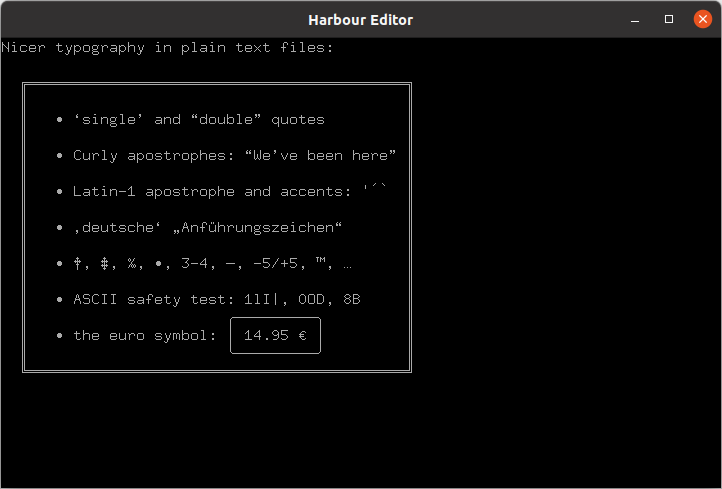 Harbour Editor
Nicer typography in plain text files:
• ‘single’ and “double” quotes
• Curly apostrophes: “We’ve been here”
• Latin-1 apostrophe and accents: '´`
• ‚deutsche‘ „Anführungszeichen“
• †, ‡, ‰, •, 3–4, —, −5/+5, ™, …
• ASCII safety test: 1lI|, 0OD, 8B
• the euro symbol: 14.95 €